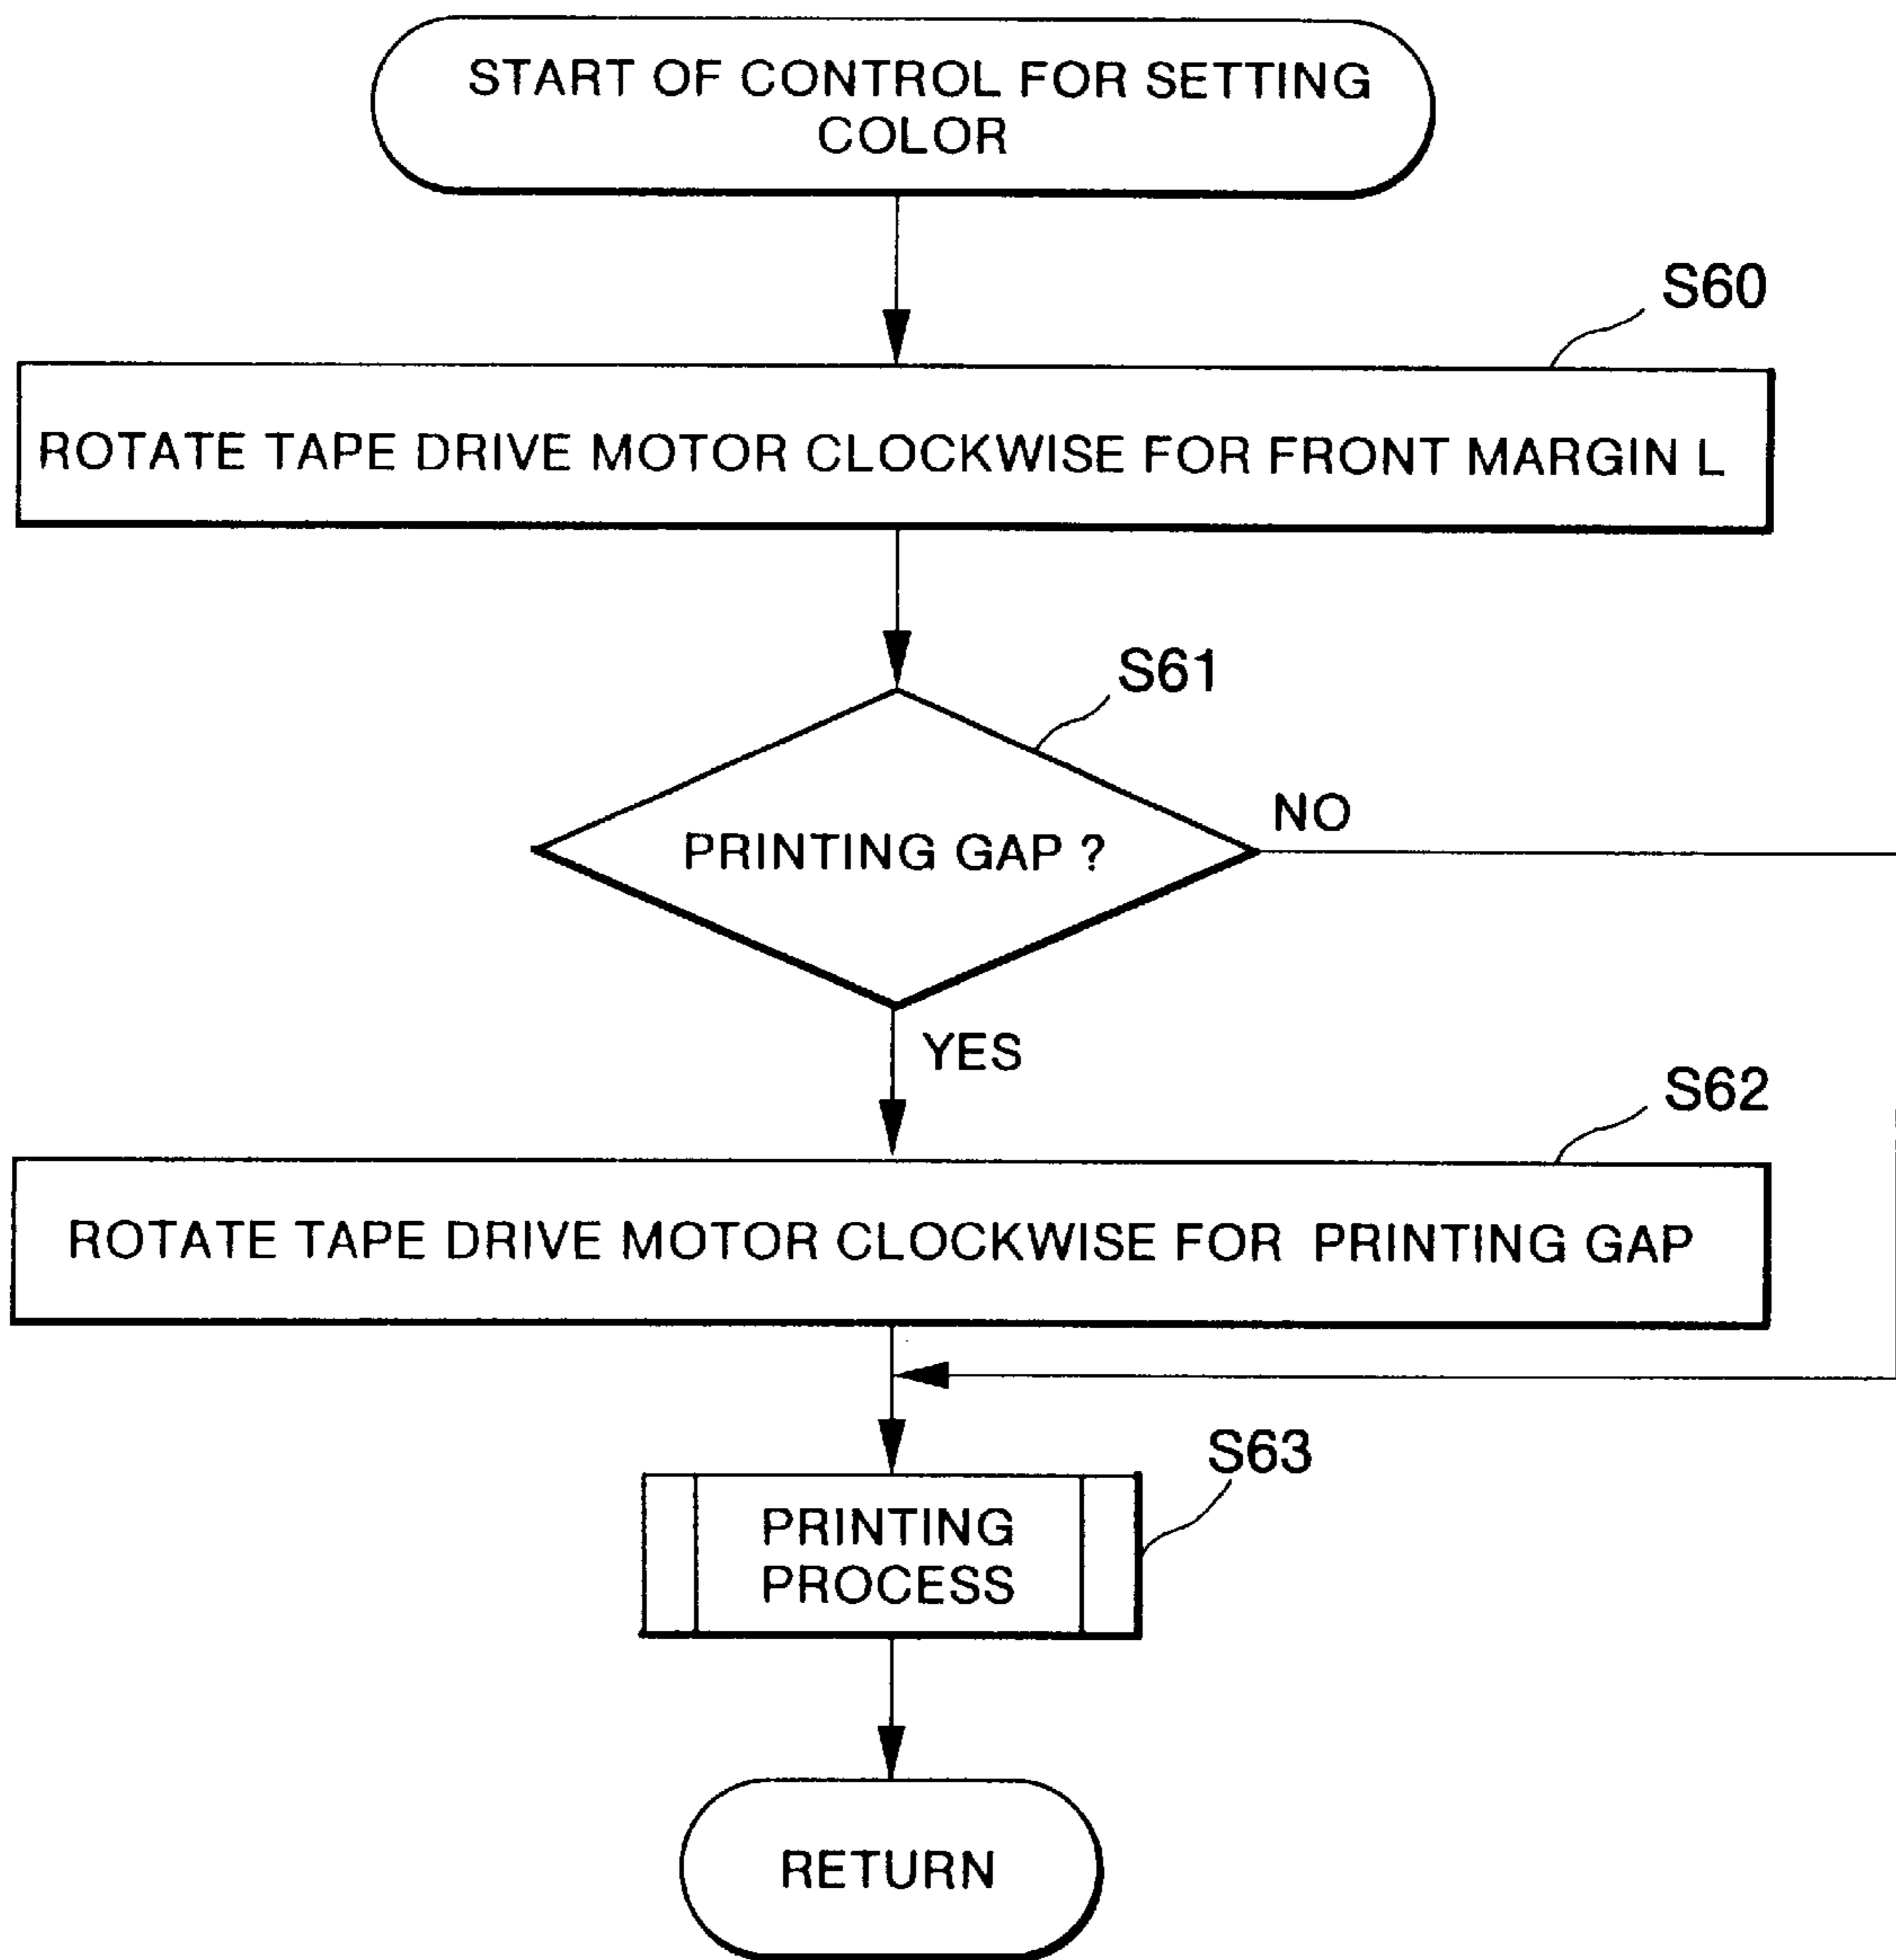 START OF CONTROL FOR SETTING
COLOR
S60
ROTATE TAPE DRIVE MOTOR CLOCKWISE FOR FRONT MARGIN L
S61
PRINTING GAP ?
NO
YES
S62
ROTATE TAPE DRIVE MOTOR CLOCKWISE FOR PRINTING GAP
S63
PRINTING
PROCESS
RETURN